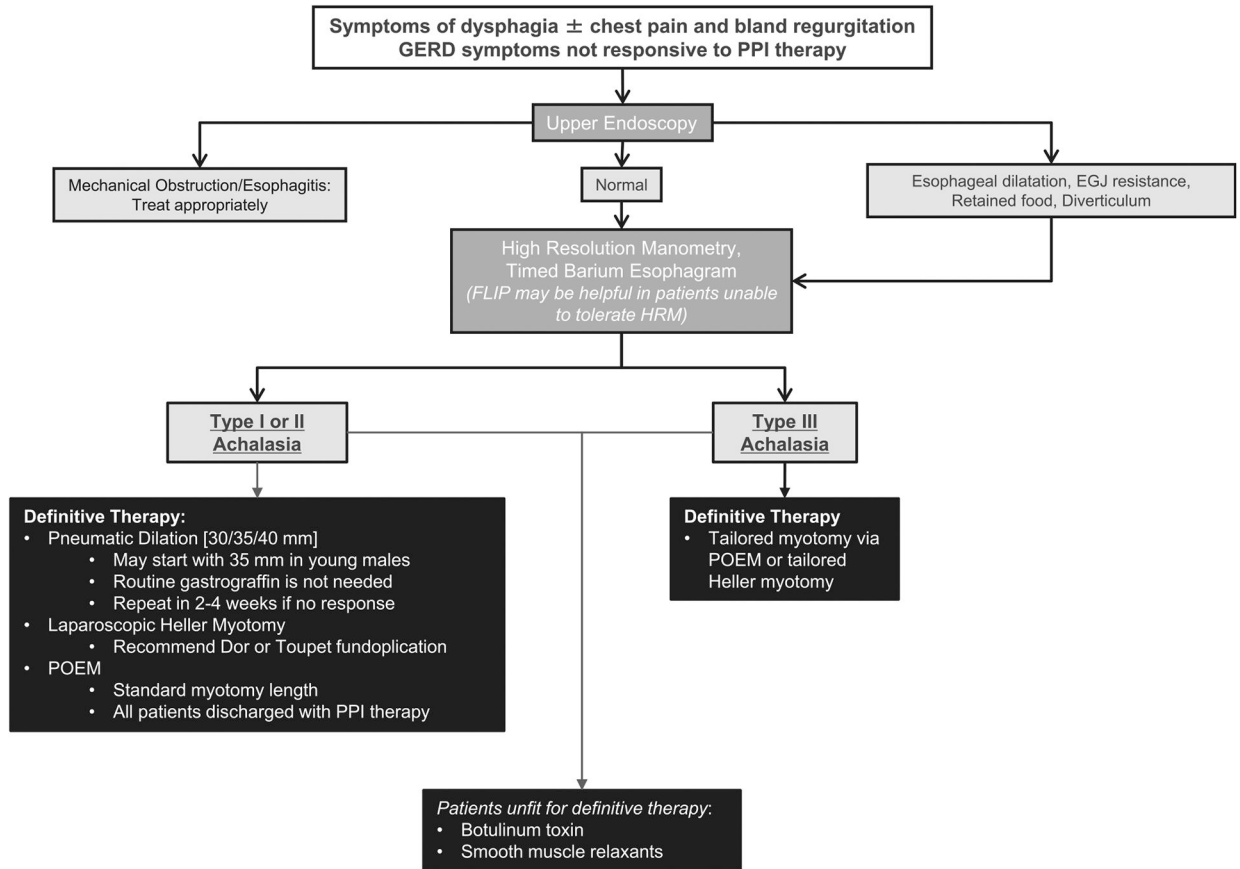 Symptoms of dysphagia ± chest pain and bland regurgitation
GERD symptoms not responsive to PPI therapy
Upper Endoscopy
Mechanical Obstruction/Esophagitis:
Treat appropriately
Normal
Esophageal dilatation, EGJ resistance,
Retained food, Diverticulum
High Resolution Manometry,
Timed Barium Esophagram
(FLIP may be helpful in patients unable
to tolerate HRM)
Type I or II
Achalasia
Type III
Achalasia
Definitive Therapy:
• Pneumatic Dilation [30/35/40 mm]
• May start with 35 mm in young males
• Routine gastrograffin is not needed
• Repeat in 2-4 weeks if no response
• Laparoscopic Heller Myotomy
• Recommend Dor or Toupet fundoplication
• POEM
• Standard myotomy length
• All patients discharged with PPI therapy
Definitive Therapy
• Tailored myotomy via
POEM or tailored
Heller myotomy
Patients unfit for definitive therapy:
• Botulinum toxin
• Smooth muscle relaxants